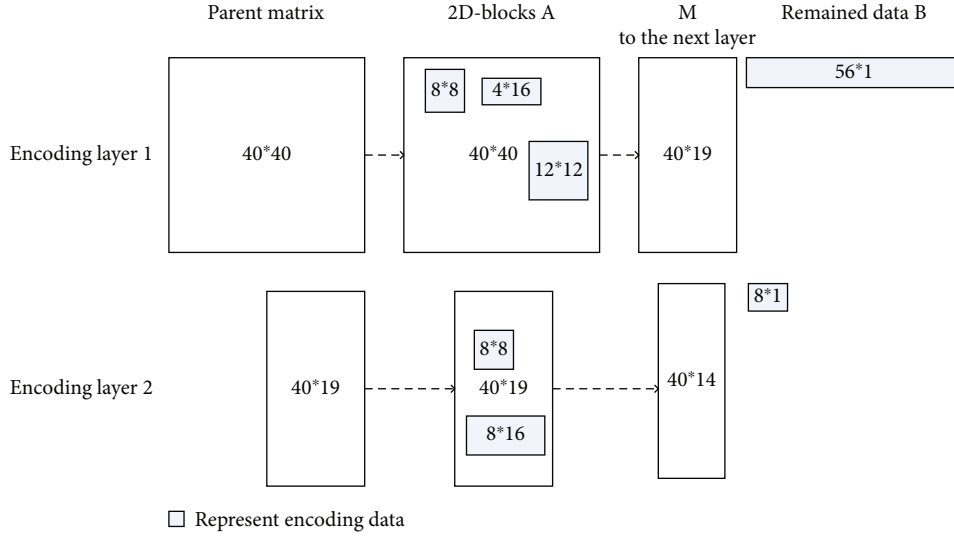 Parent matrix
2D-blocks A
M
to the next layer
Remained data B
Encoding layer 1
40*40
8*8
4*16
40*40
12*12
40*19
56*1
Encoding layer 2
40*19
8*8
40*19
8*16
40*14
8*1
Represent encoding data